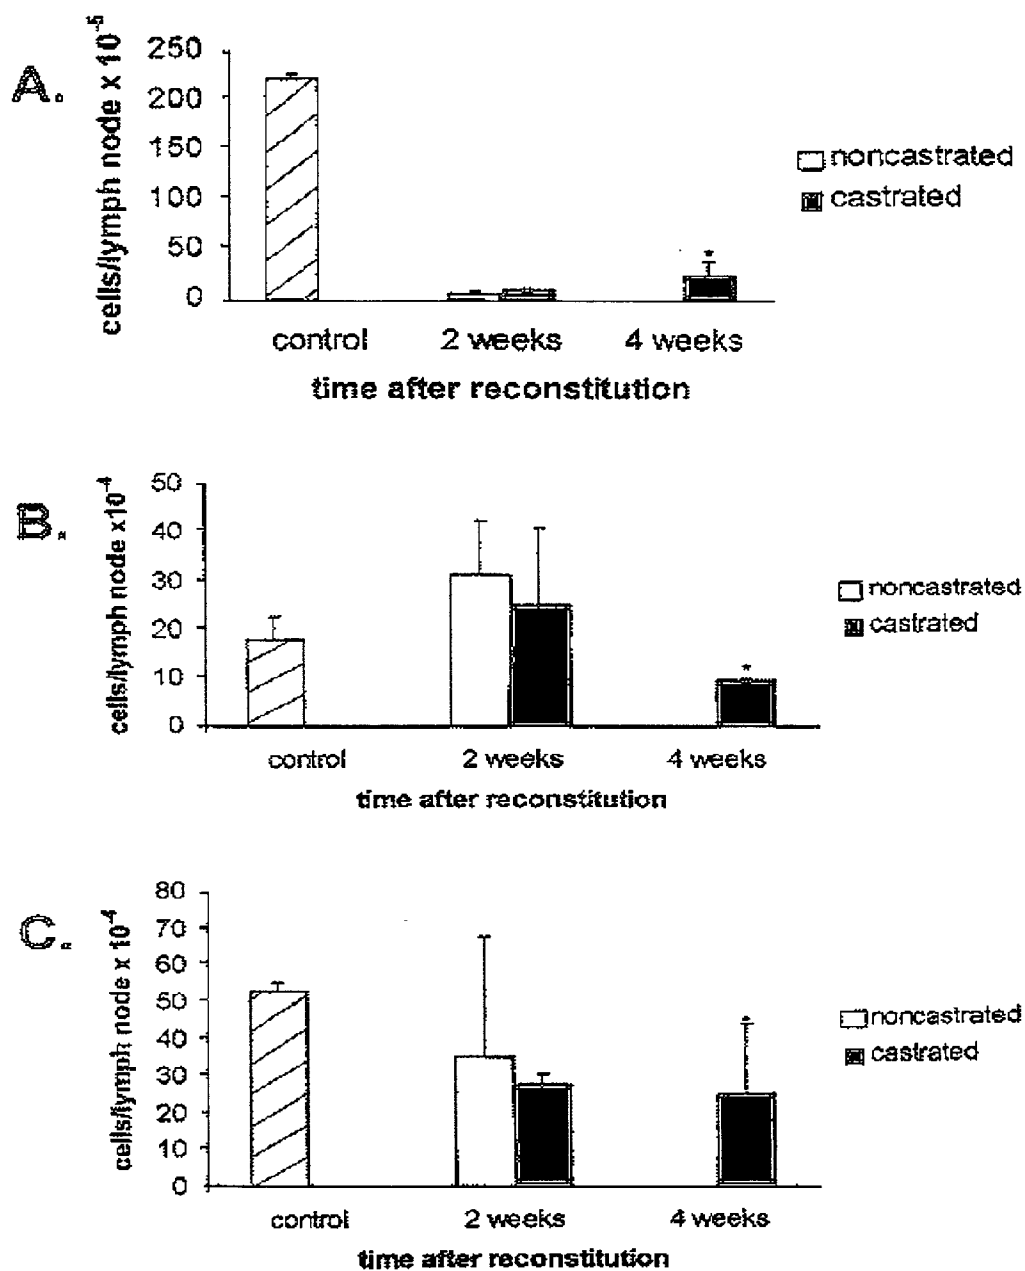 A.
cells/lymph node x 10⁻⁵
250
200
150
100
50
0
noncastrated
castrated
*
control 2 weeks 4 weeks
time after reconstitution
B.
cells/lymph node x10⁻⁴
50
40
30
20
10
0
noncastrated
castrated
*
control 2 weeks 4 weeks
time after reconstitution
C.
cells/lymph node x 10⁻⁴
80
70
60
50
40
30
20
10
0
noncastrated
castrated
*
control 2 weeks 4 weeks
time after reconstitution